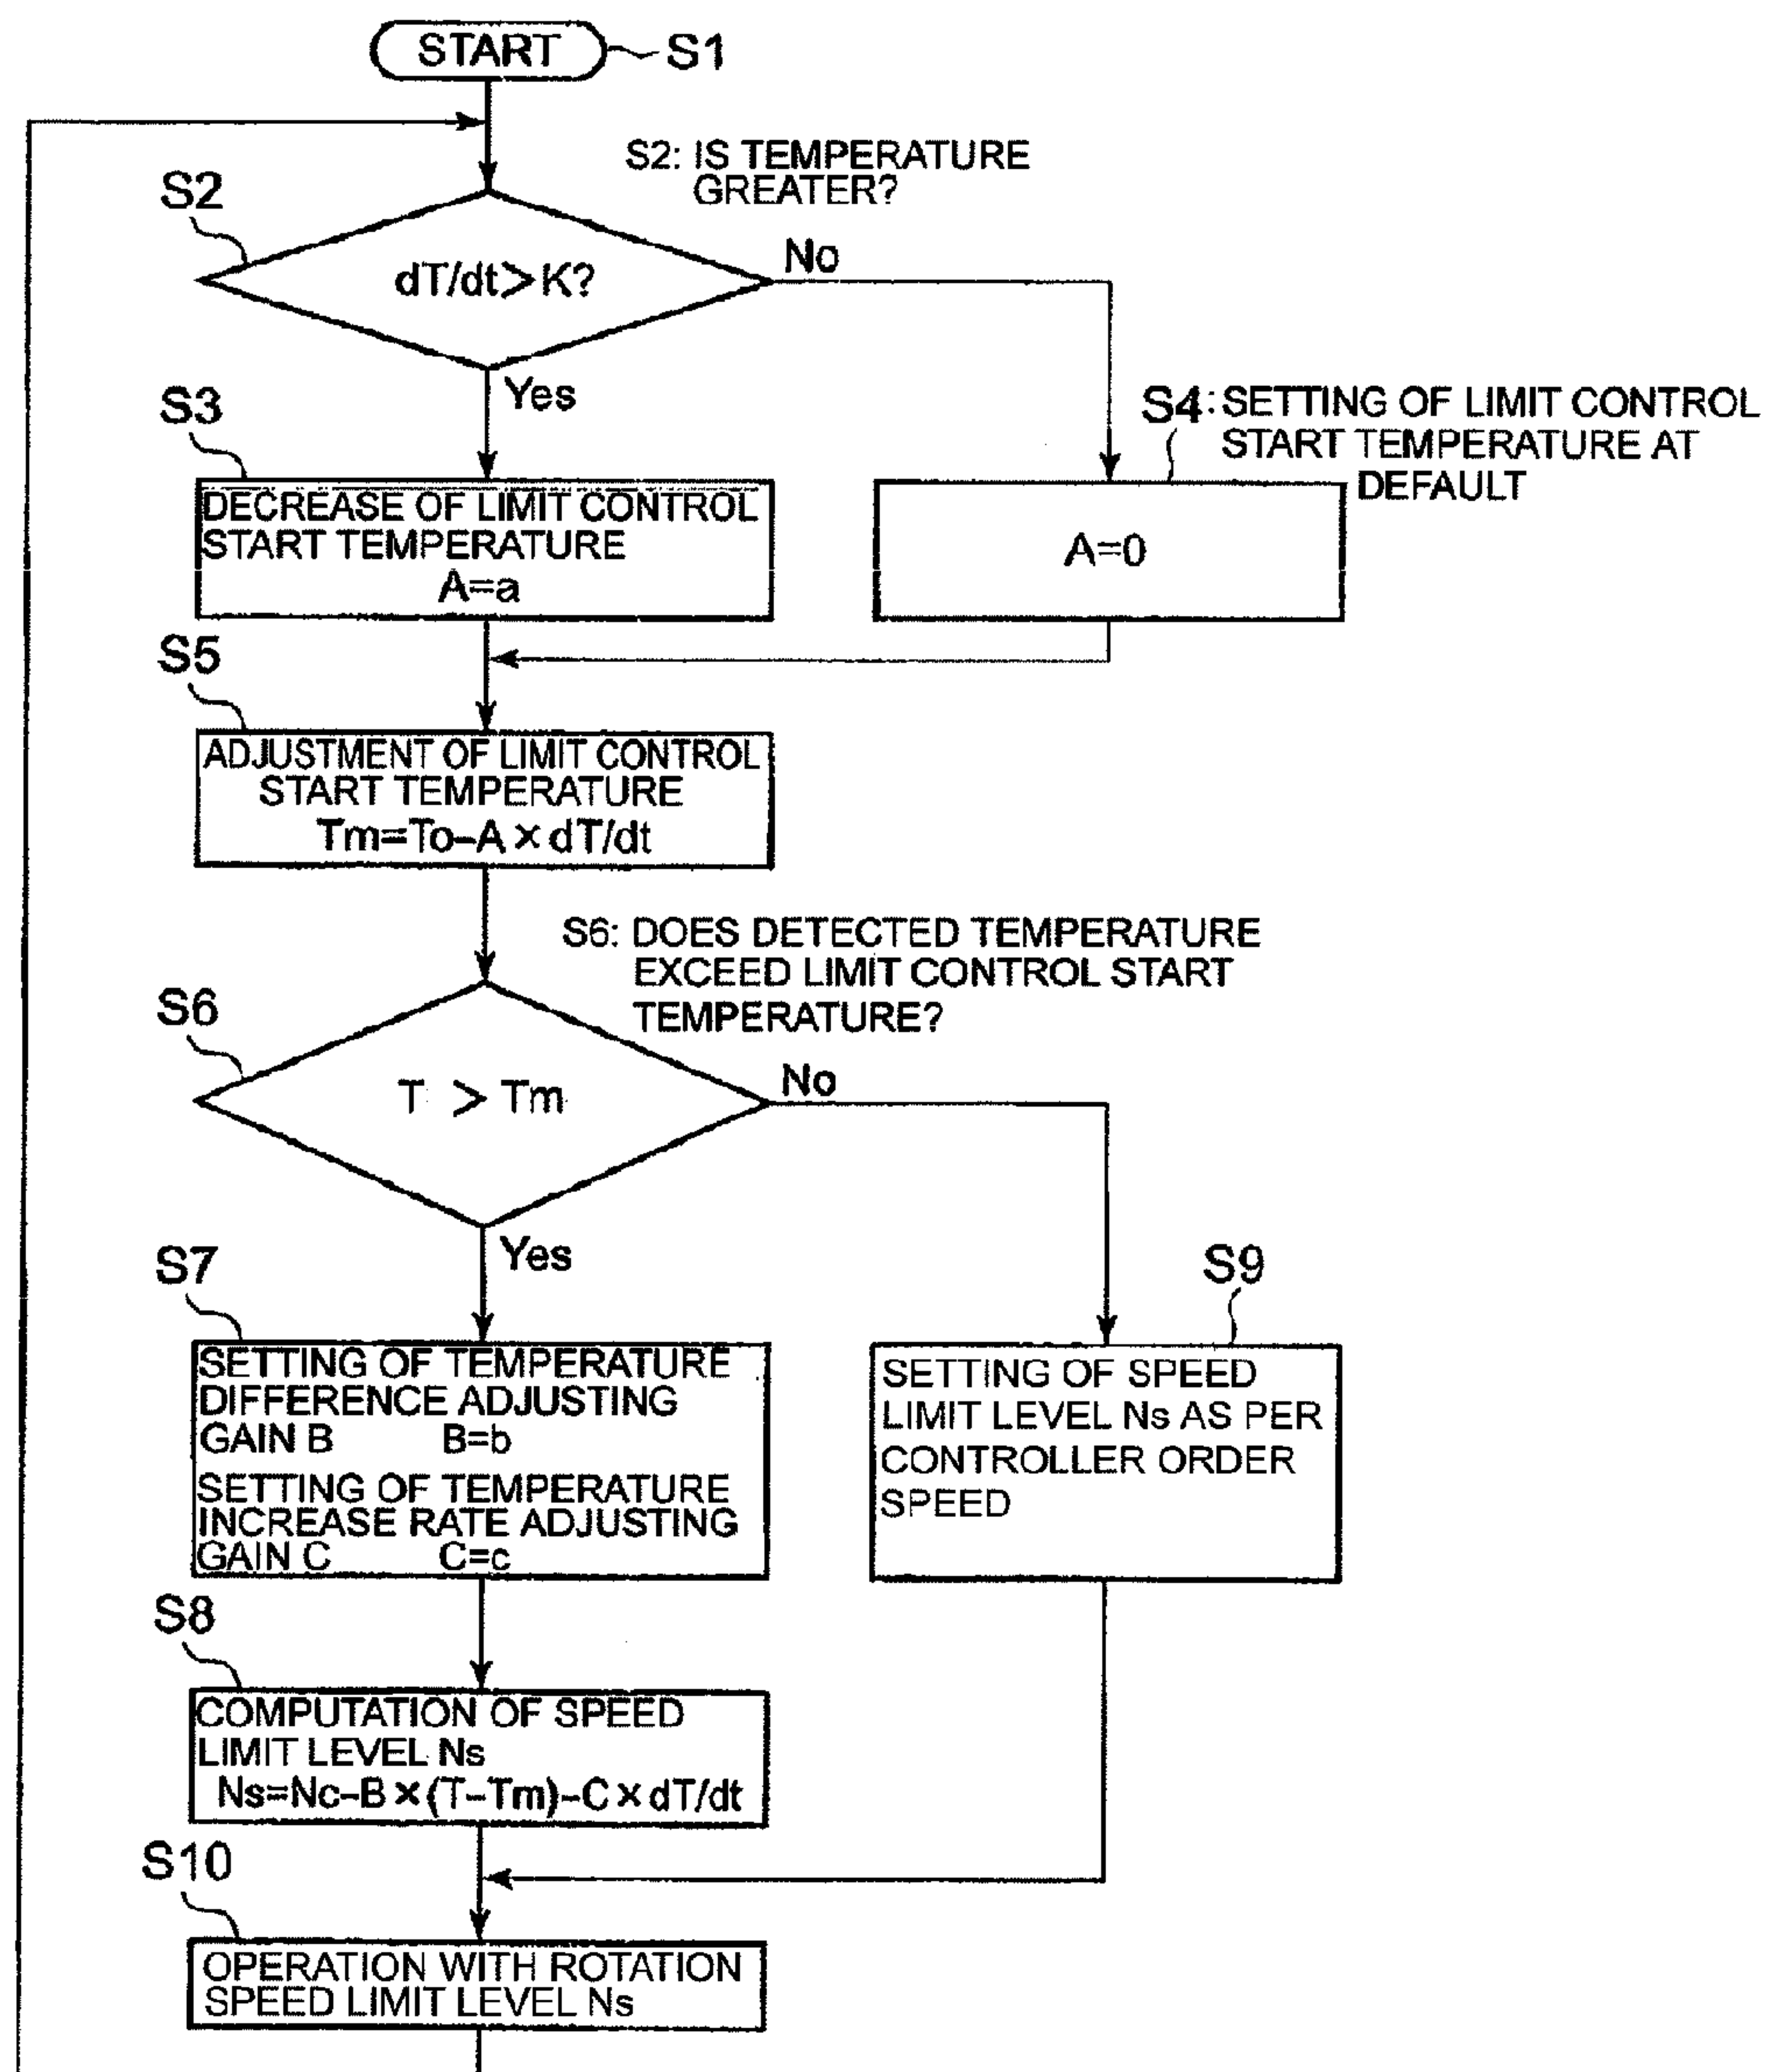 START
S1
S2: IS TEMPERATURE
GREATER?
S2
dT/dt>K?
No
Yes
S3
DECREASE OF LIMIT CONTROL
START TEMPERATURE
A=a
S4:SETTING OF LIMIT CONTROL
START TEMPERATURE AT
DEFAULT
A=0
S5
ADJUSTMENT OF LIMIT CONTROL
START TEMPERATURE
Tm=To–A×dT/dt
S6: DOES DETECTED TEMPERATURE
EXCEED LIMIT CONTROL START
TEMPERATURE?
S6
T > Tm
No
Yes
S7
SETTING OF TEMPERATURE
DIFFERENCE ADJUSTING
GAIN B B=b
SETTING OF TEMPERATURE
INCREASE RATE ADJUSTING
GAIN C C=c
S9
SETTING OF SPEED
LIMIT LEVEL Ns AS PER
CONTROLLER ORDER
SPEED
S8
COMPUTATION OF SPEED
LIMIT LEVEL Ns
Ns=Nc–B×(T–Tm)–C×dT/dt
S10
OPERATION WITH ROTATION
SPEED LIMIT LEVEL Ns